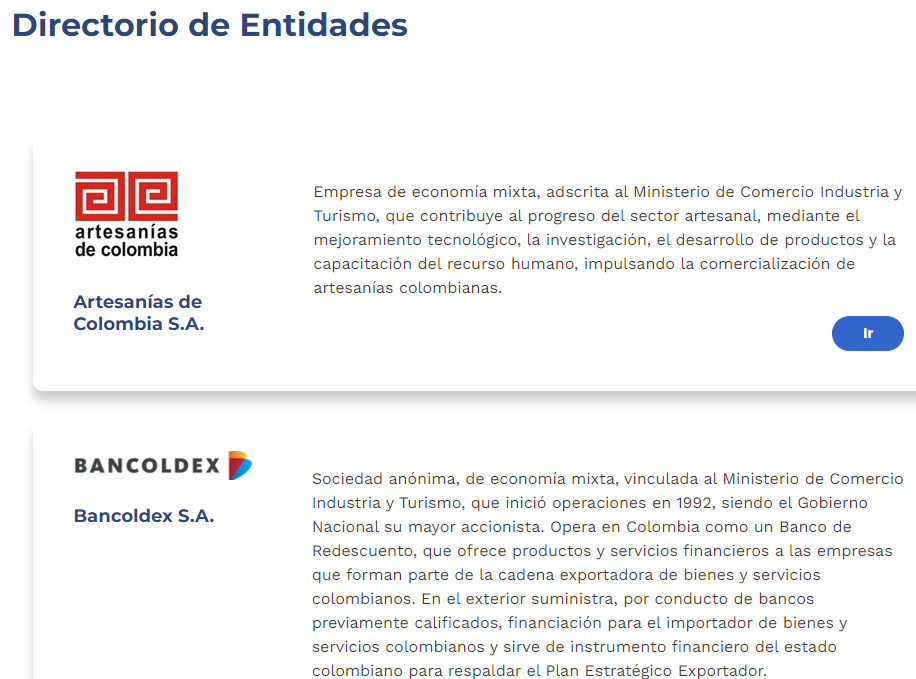 Directorio de Entidades
artesanías
de colombia
Artesanías de
Colombia S.A.
Empresa de economía mixta, adscrita al Ministerio de Comercio Industria y
Turismo, que contribuye al progreso del sector artesanal, mediante el
mejoramiento tecnológico, la investigación, el desarrollo de productos y la
capacitación del recurso humano, impulsando la comercialización de
artesanías colombianas.
Ir
BANCOLDEX
Bancoldex S.A.
Sociedad anónima, de economía mixta, vinculada al Ministerio de Comercio
Industria y Turismo, que inició operaciones en 1992, siendo el Gobierno
Nacional su mayor accionista. Opera en Colombia como un Banco de
Redescuento, que ofrece productos y servicios financieros a las empresas
que forman parte de la cadena exportadora de bienes y servicios
colombianos. En el exterior suministra, por conducto de bancos
previamente calificados, financiación para el importador de bienes y
servicios colombianos y sirve de instrumento financiero del estado
colombiano para respaldar el Plan Estratégico Exportador.